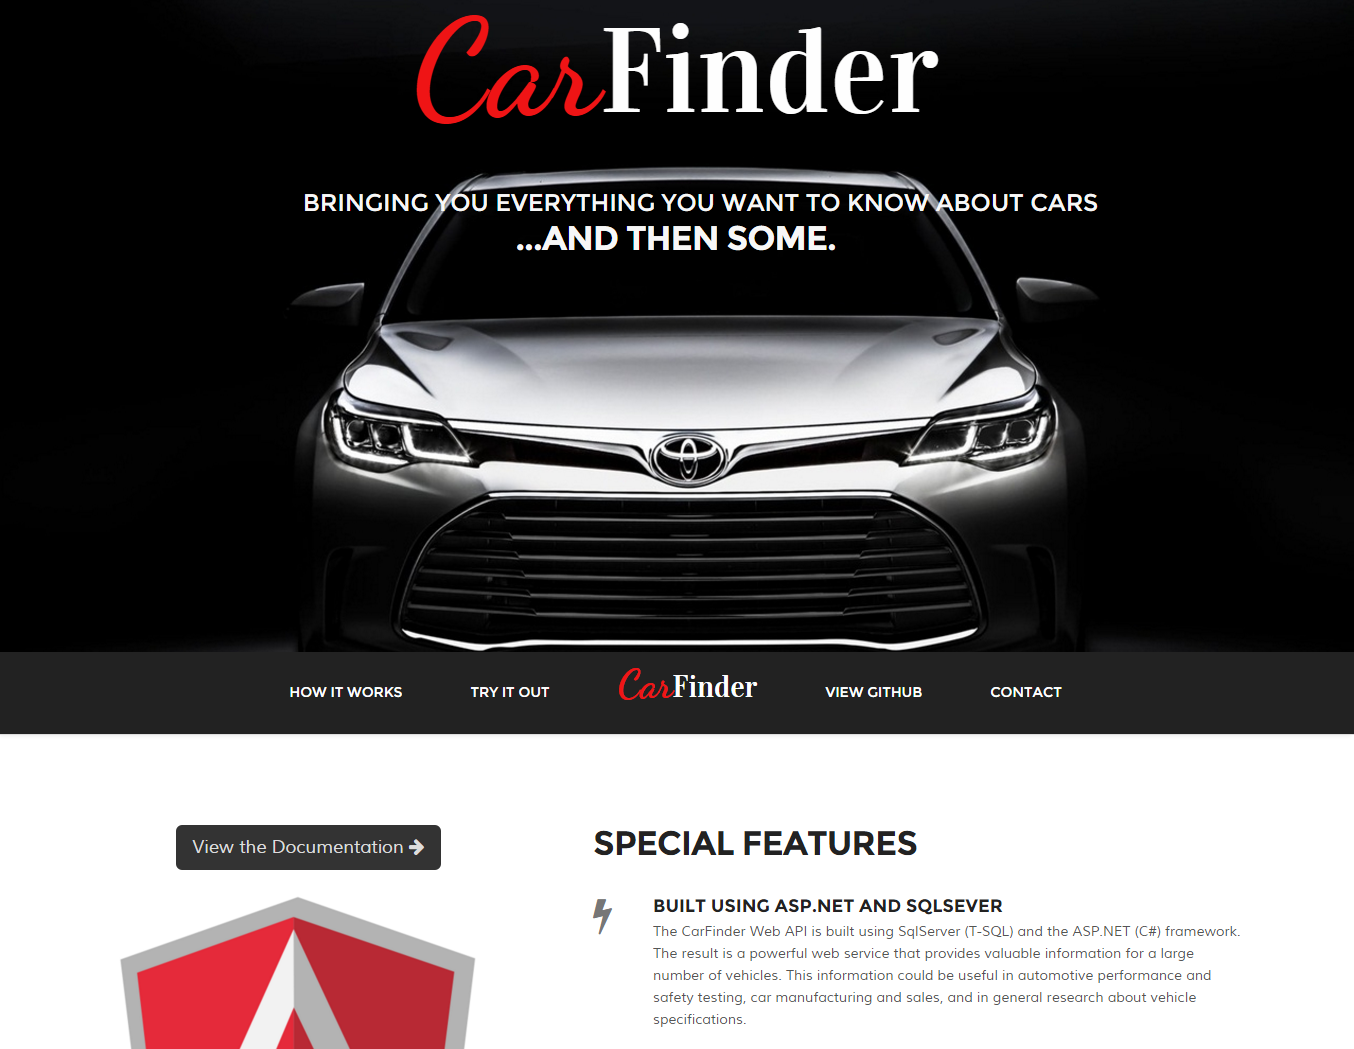 CarFinder
BRINGING YOU EVERYTHING YOU WANT TO KNOW ABOUT CARS
...AND THEN SOME.
HOW IT WORKS
TRY IT OUT
CarFinder
VIEW GITHUB
CONTACT
View the Documentation
SPECIAL FEATURES
BUILT USING ASP.NET AND SQLSEVER
The CarFinder Web API is built using SqlServer (T-SQL) and the ASP.NET (C#) framework.
The result is a powerful web service that provides valuable information for a large
number of vehicles. This information could be useful in automotive performance and
safety testing, car manufacturing and sales, and in general research about vehicle
specifications.